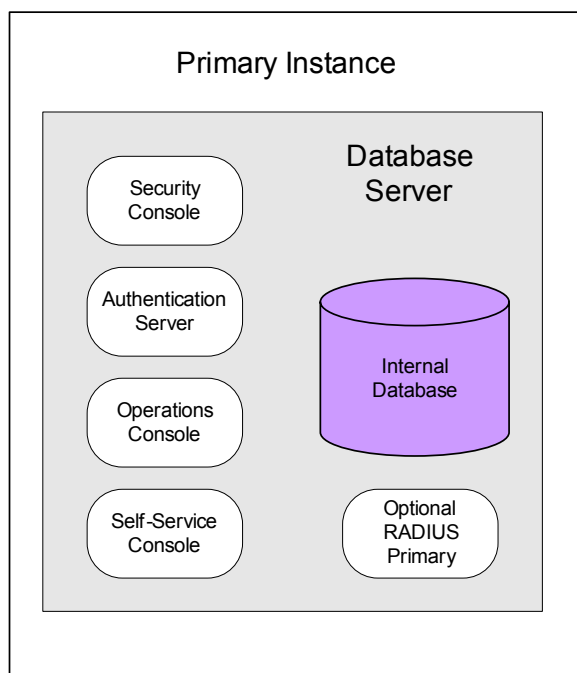 Primary Instance
Database
Server
Security
Console
Authentication
Server
Operations
Console
Self-Service
Console
Internal
Database
Optional
RADIUS
Primary